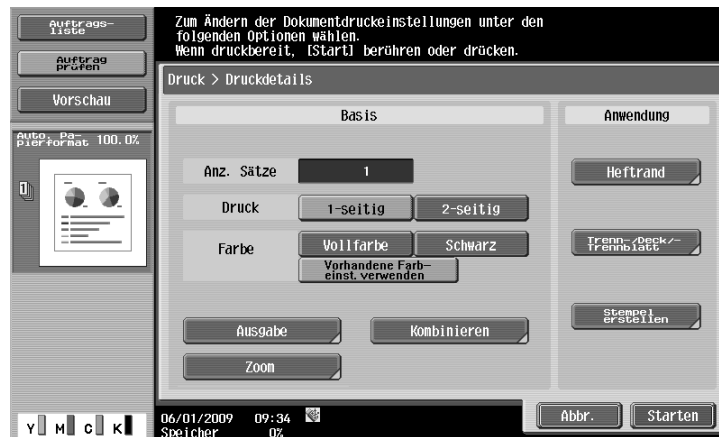 Auftrags-
liste
Auftrag
prüfen
Vorschau
Auto. Pa-
pierformat 100.0%
Zum Ändern der Dokumentdruckeinstellungen unter den
folgenden Optionen wählen.
Wenn druckbereit, [Start] berühren oder drücken.
Druck > Druckdetails
Basis
Anz. Sätze
1
Druck
1-seitig
2-seitig
Farbe
Vollfarbe
Schwarz
Vorhandene Farb-
einst. verwenden
Ausgabe
Kombinieren
Zoom
Anwendung
Heftrand
Trenn-/Deck/-
Trennblatt
Stempel
erstellen
Y M C K
06/01/2009 09:34
Speicher 0%
Abbr.
Starten